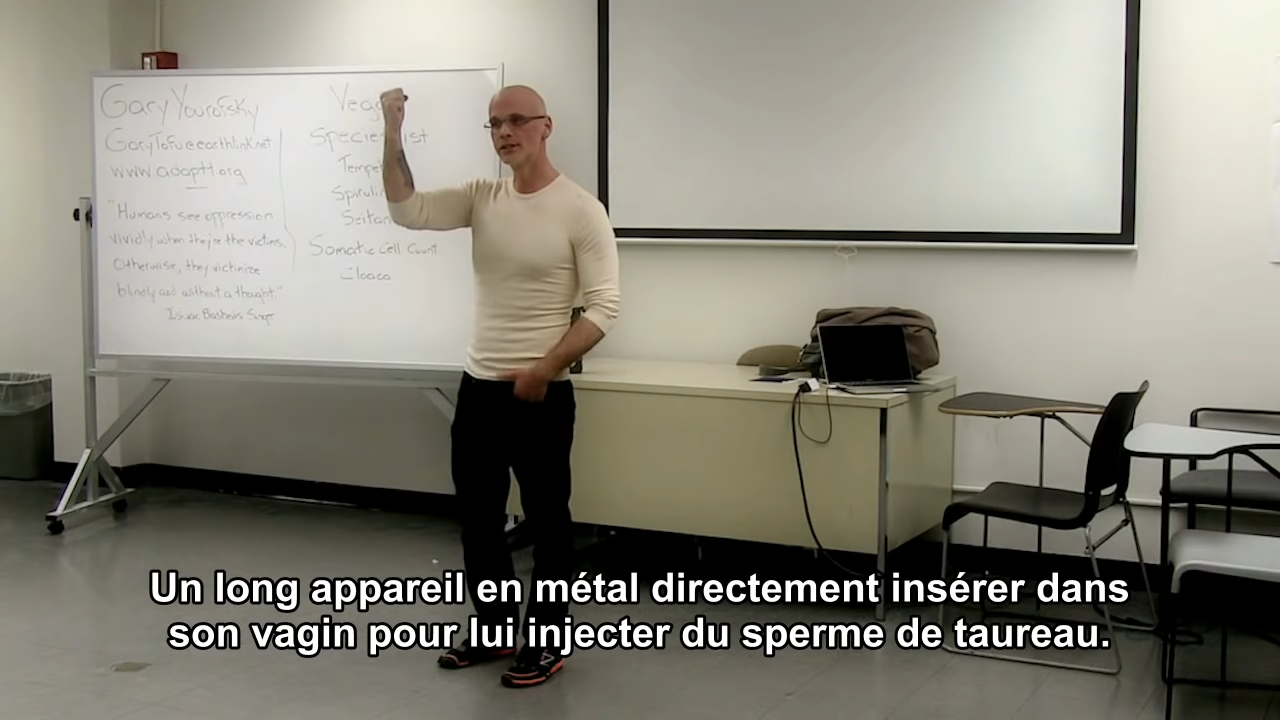 Gary Yourofsky
GaryToFu@earthlink.net
www.adaptt.org
"Humans see oppression
vividly when they're the victims.
Otherwise, they victimize
blindly and without a thought."
Isaac Bashevis Singer
Somatic Cell Count
Cloaca
Un long appareil en métal directement insérer dans
son vagin pour lui injecter du sperme de taureau.